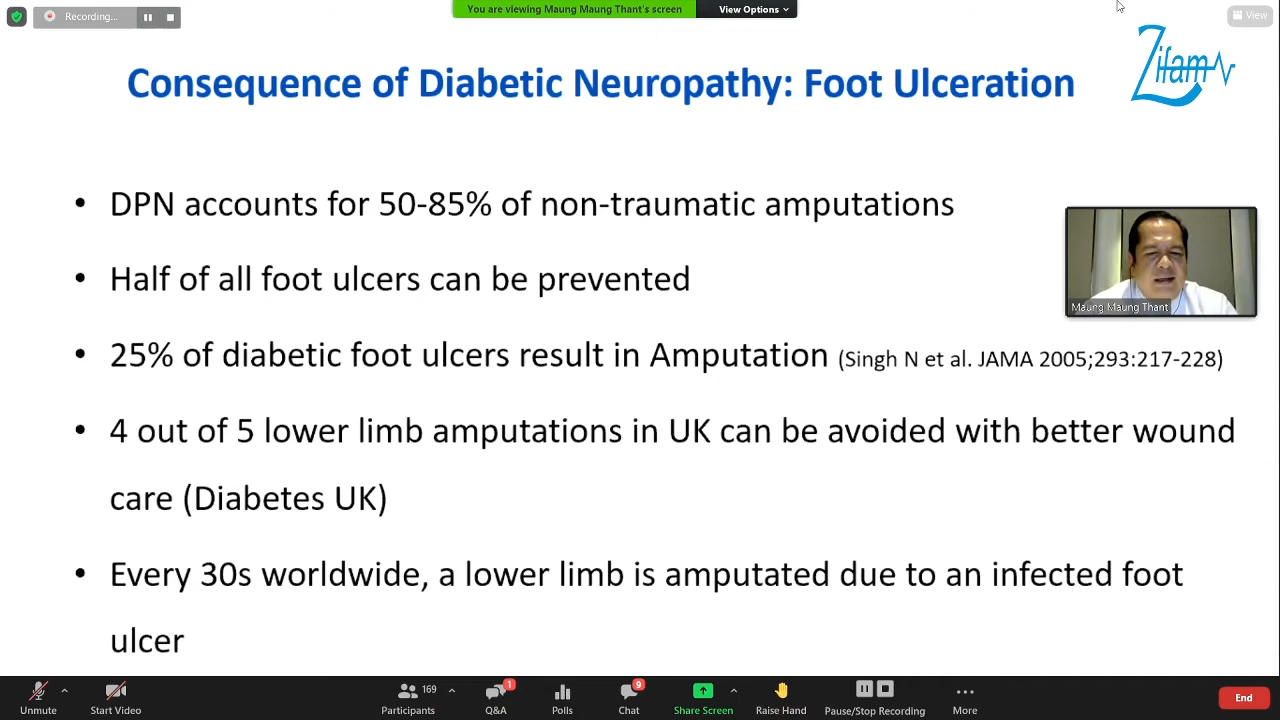 Recording...
You are viewing Maung Maung Thant's screen
View Options
View
Zifam
Consequence of Diabetic Neuropathy: Foot Ulceration
• DPN accounts for 50-85% of non-traumatic amputations
• Half of all foot ulcers can be prevented
• 25% of diabetic foot ulcers result in Amputation (Singh N et al. JAMA 2005;293:217-228)
• 4 out of 5 lower limb amputations in UK can be avoided with better wound
care (Diabetes UK)
• Every 30s worldwide, a lower limb is amputated due to an infected foot
ulcer
Maung Maung Thant
Unmute
Start Video
169
Participants
1
Q&A
Polls
9
Chat
Share Screen
Raise Hand
Pause/Stop Recording
More
End